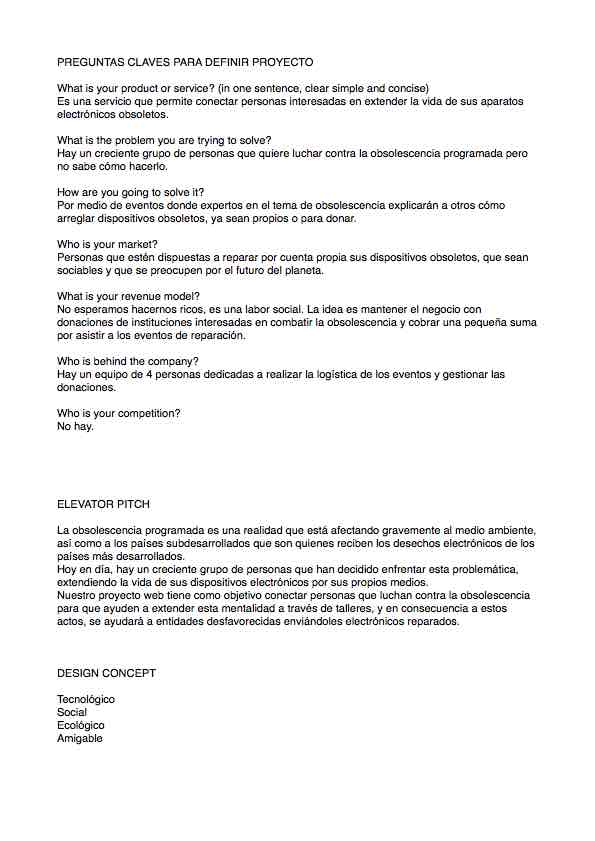 PREGUNTAS CLAVES PARA DEFINIR PROYECTO
What is your product or service? (in one sentence, clear simple and concise)
Es una servicio que permite conectar personas interesadas en extender la vida de sus aparatos
electrónicos obsoletos.
What is the problem you are trying to solve?
Hay un creciente grupo de personas que quiere luchar contra la obsolescencia programada pero
no sabe cómo hacerlo.
How are you going to solve it?
Por medio de eventos donde expertos en el tema de obsolescencia explicarán a otros cómo
arreglar dispositivos obsoletos, ya sean propios o para donar.
Who is your market?
Personas que estén dispuestas a reparar por cuenta propia sus dispositivos obsoletos, que sean
sociables y que se preocupen por el futuro del planeta.
What is your revenue model?
No esperamos hacernos ricos, es una labor social. La idea es mantener el negocio con
donaciones de instituciones interesadas en combatir la obsolescencia y cobrar una pequeña suma
por asistir a los eventos de reparación.
Who is behind the company?
Hay un equipo de 4 personas dedicadas a realizar la logística de los eventos y gestionar las
donaciones.
Who is your competition?
No hay.
ELEVATOR PITCH
La obsolescencia programada es una realidad que está afectando gravemente al medio ambiente,
así como a los países subdesarrollados que son quienes reciben los desechos electrónicos de los
países más desarrollados.
Hoy en día, hay un creciente grupo de personas que han decidido enfrentar esta problemática,
extendiendo la vida de sus dispositivos electrónicos por sus propios medios.
Nuestro proyecto web tiene como objetivo conectar personas que luchan contra la obsolescencia
para que ayuden a extender esta mentalidad a través de talleres, y en consecuencia a estos
actos, se ayudará a entidades desfavorecidas enviándoles electrónicos reparados.
DESIGN CONCEPT
Tecnológico
Social
Ecológico
Amigable